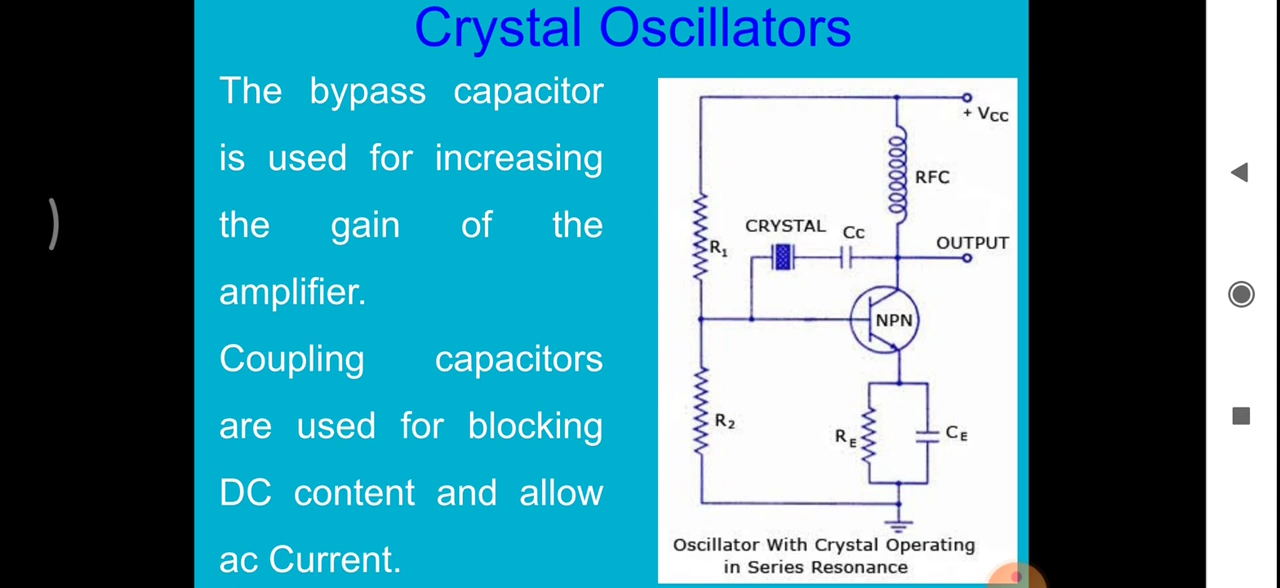 Crystal Oscillators
The bypass capacitor
is used for increasing
the gain of the
amplifier.
Coupling capacitors
are used for blocking
DC content and allow
ac Current.
+ Vcc
RFC
CRYSTAL Cc
R1
OUTPUT
NPN
R2
RE
CE
Oscillator With Crystal Operating
in Series Resonance